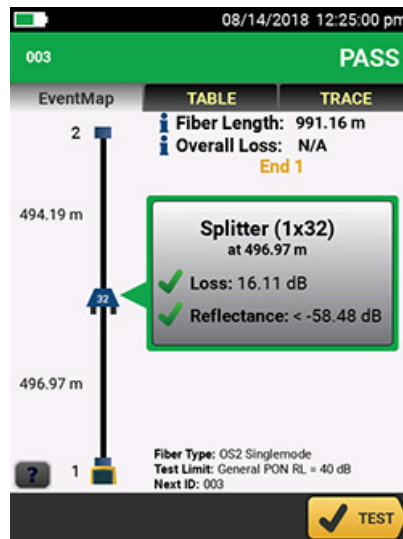 08/14/2018 12:25:00 pm
003
PASS
EventMap
TABLE
TRACE
2
Fiber Length: 991.16 m
Overall Loss: N/A
End 1
494.19 m
Splitter (1x32)
at 496.97 m
Loss: 16.11 dB
Reflectance: < -58.48 dB
32
496.97 m
Fiber Type: OS2 Singlemode
Test Limit: General PON RL = 40 dB
Next ID: 003
?
1
TEST